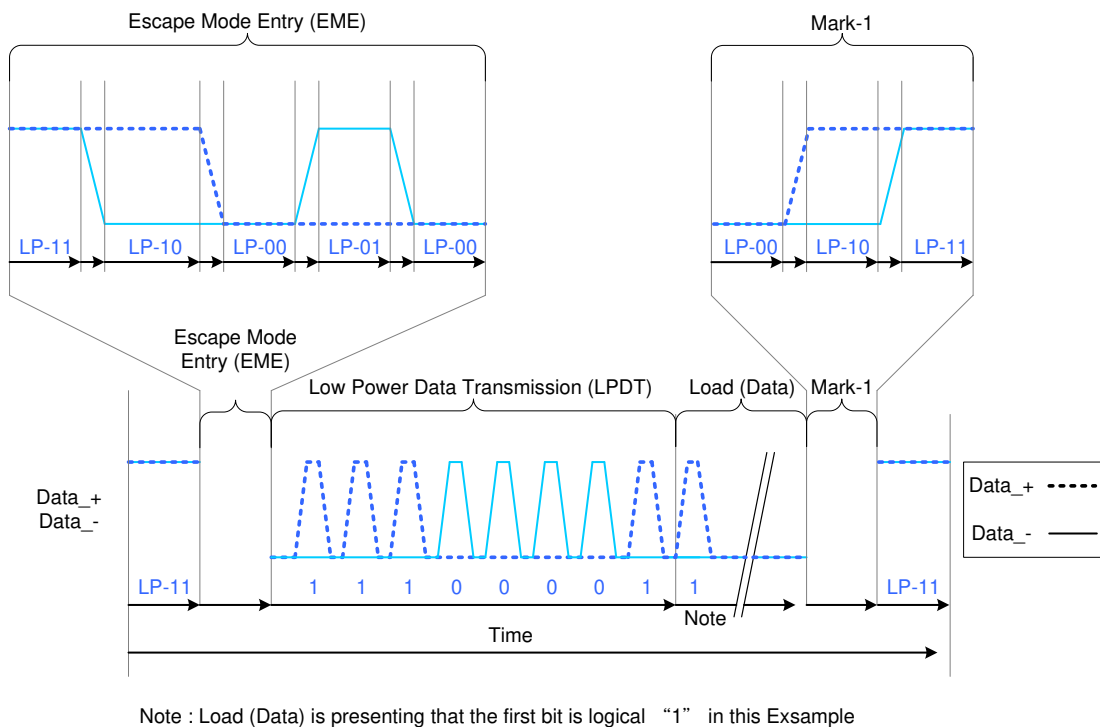 Escape Mode Entry (EME)
Mark-1
LP-11 LP-10 LP-00 LP-01 LP-00
LP-00 LP-10 LP-11
Escape Mode
Entry (EME)
Low Power Data Transmission (LPDT)
Load (Data)
Mark-1
Data_+
Data_-
Data_+
Data_-
LP-11
1 1 1 0 0 0 0 1 1
LP-11
Note
Time
Note : Load (Data) is presenting that the first bit is logical “1” in this Exsample